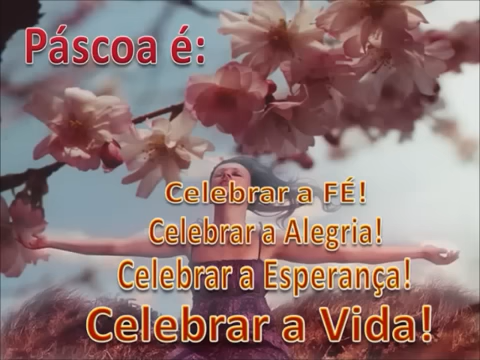 Páscoa é:
Celebrar a FÉ!
Celebrar a Alegria!
Celebrar a Esperança!
Celebrar a Vida!